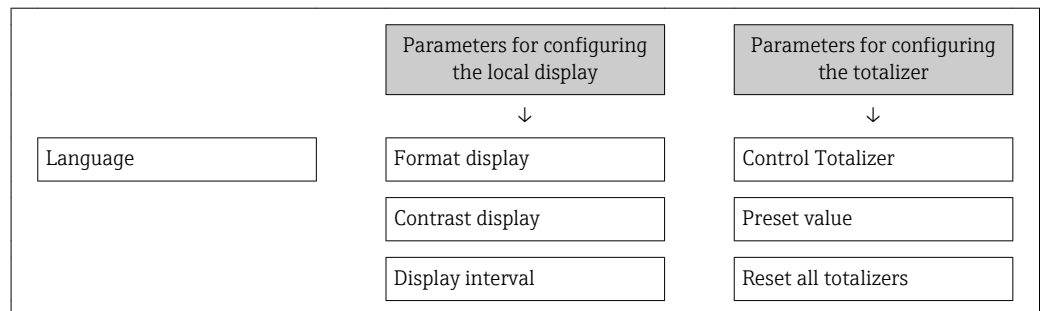 Parameters for configuring
the local display
Parameters for configuring
the totalizer
↓
↓
Language
Format display
Control Totalizer
Contrast display
Preset value
Display interval
Reset all totalizers